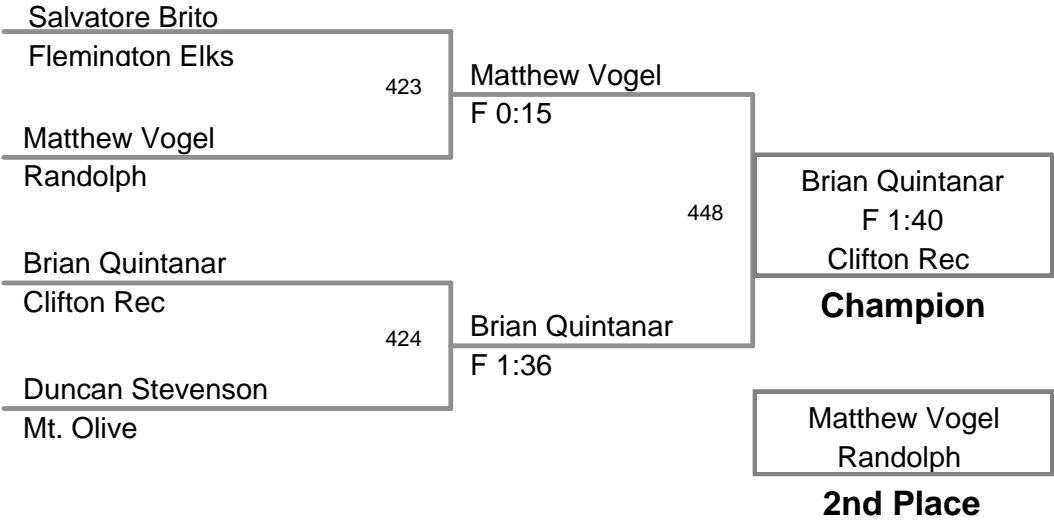 Salvatore Brito
Flemington Elks
423
Matthew Vogel
F 0:15
Matthew Vogel
Randolph
Brian Quintanar
F 1:40
Clifton Rec
Champion
448
Brian Quintanar
Clifton Rec
424
Brian Quintanar
F 1:36
Duncan Stevenson
Mt. Olive
Matthew Vogel
Randolph
2nd Place